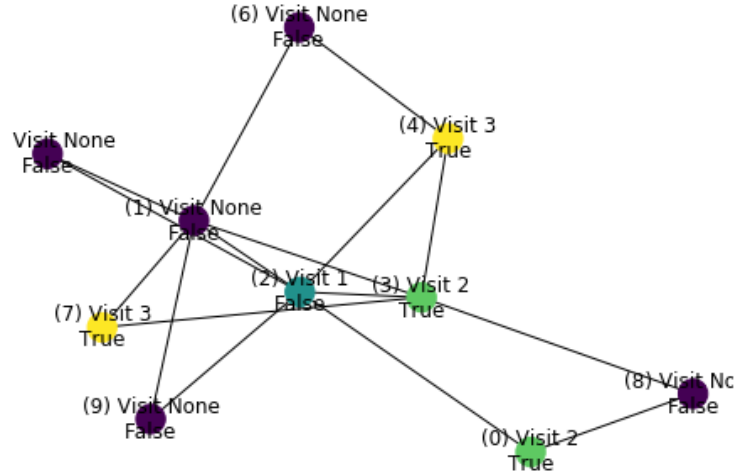 (6) Visit None
False
(4) Visit 3
True
Visit None
False
(1) Visit None
False
(2) Visit 1
False
(3) Visit 2
True
(7) Visit 3
True
(8) Visit Nc
False
(9) Visit None
False
(0) Visit 2
True